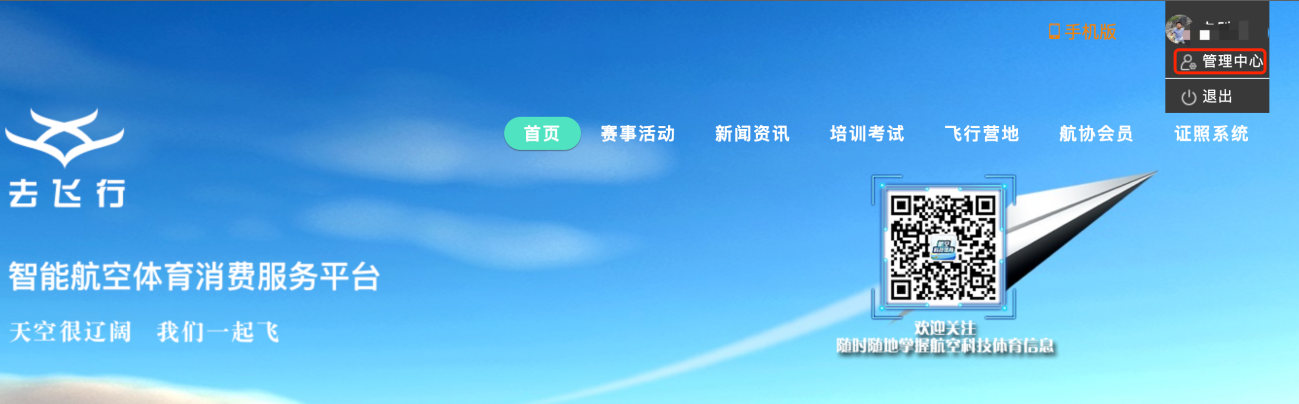 手机版
管理中心
退出
首页 赛事活动 新闻资讯 培训考试 飞行营地 航协会员 证照系统
去飞行
智能航空体育消费服务平台
天空很辽阔 我们一起飞
欢迎关注
随时随地掌握航空科技体育信息